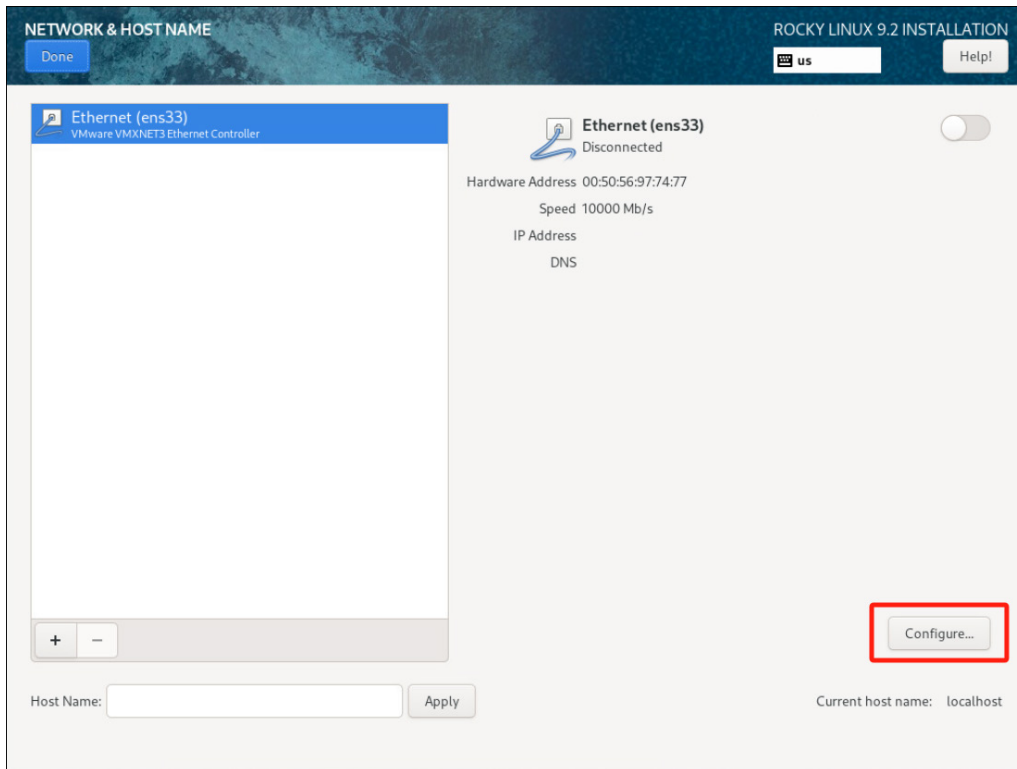 NETWORK & HOST NAME
ROCKY LINUX 9.2 INSTALLATION
Done
us
Help!
Ethernet (ens33)
VMware VMXNET3 Ethernet Controller
Ethernet (ens33)
Disconnected
Hardware Address 00:50:56:97:74:77
Speed 10000 Mb/s
IP Address
DNS
+ −
Configure...
Host Name:
Apply
Current host name: localhost